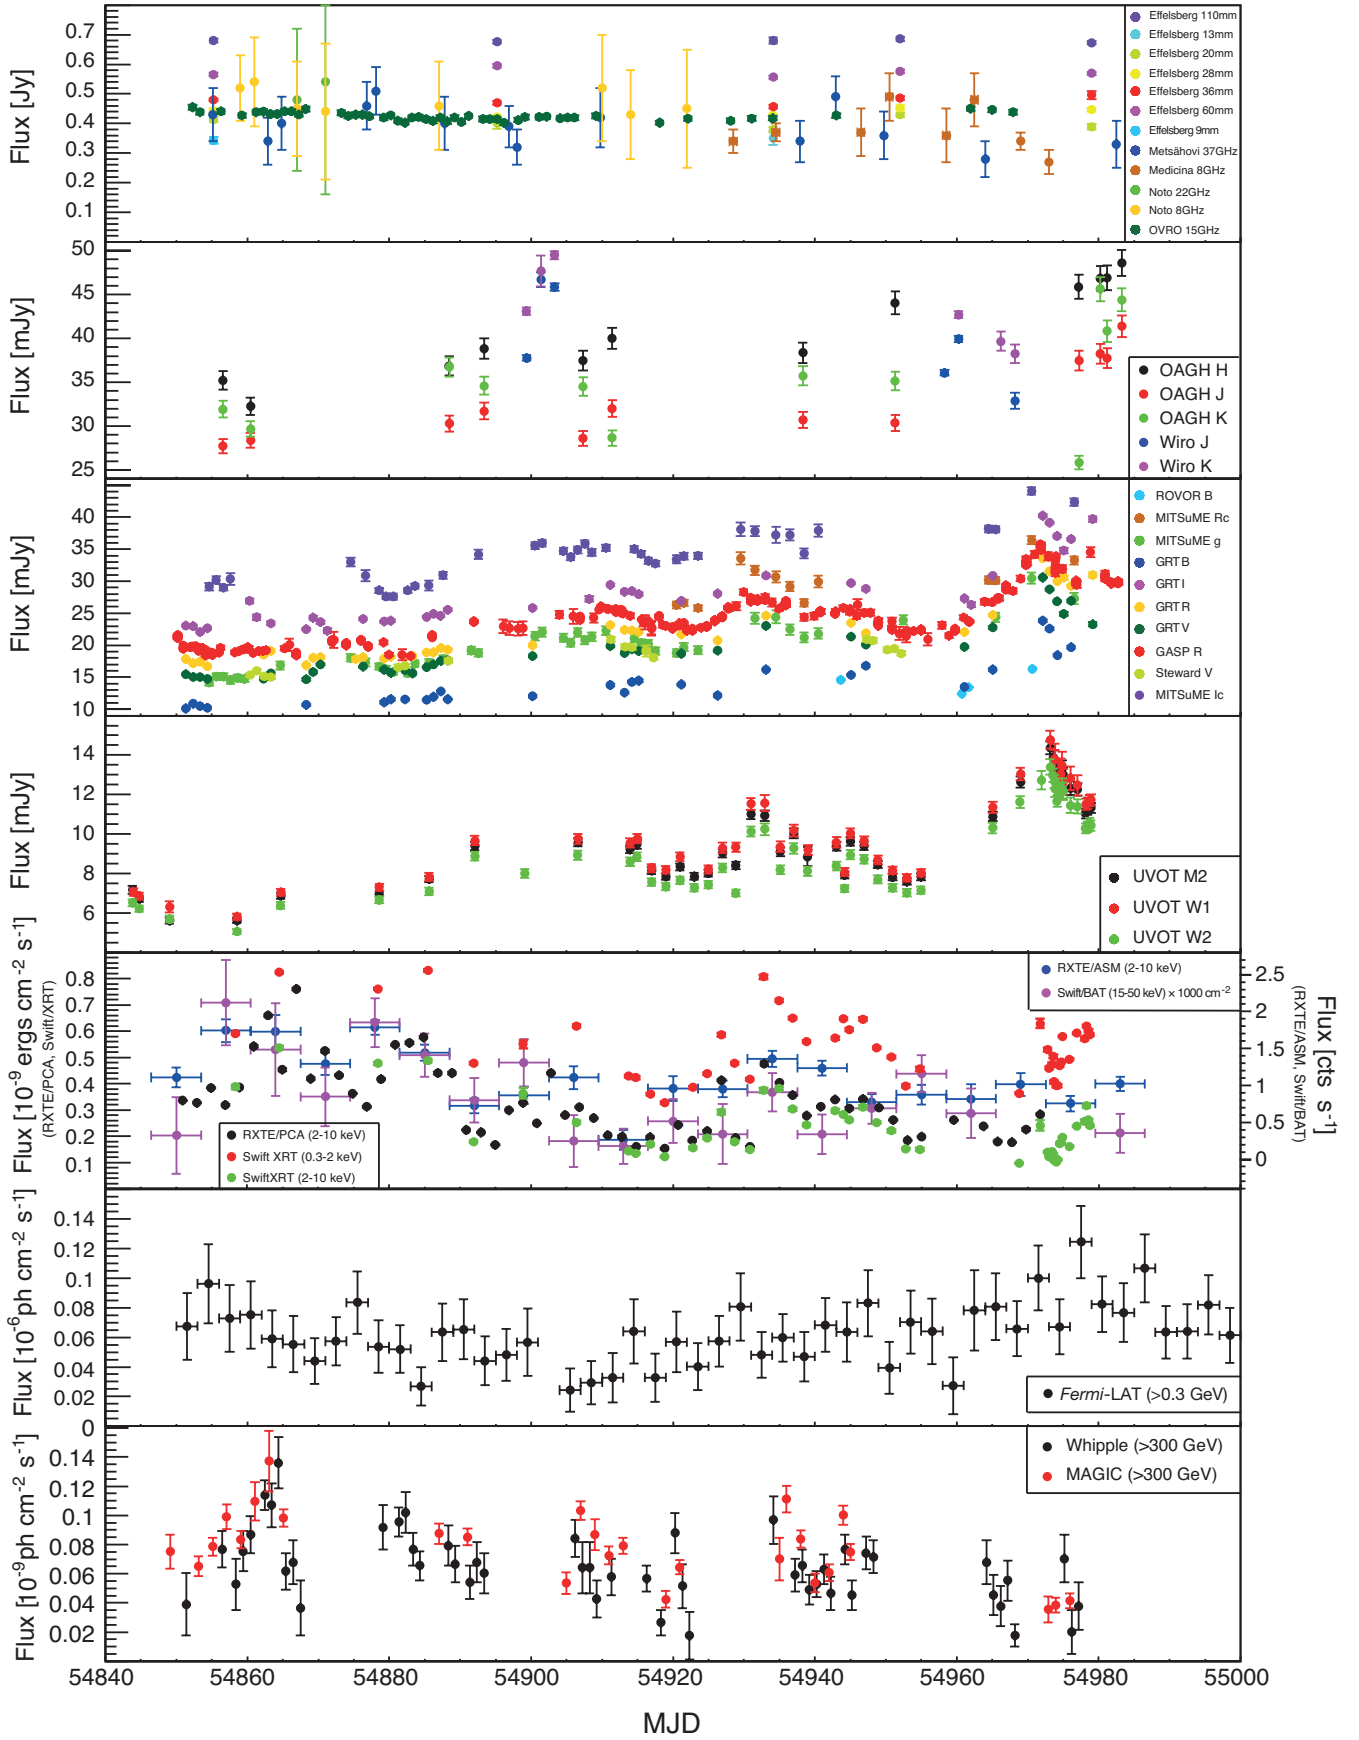 Flux [Jy]
0.7
0.6
0.5
0.4
0.3
0.2
0.1
Effelsberg 110mm
Effelsberg 13mm
Effelsberg 20mm
Effelsberg 28mm
Effelsberg 36mm
Effelsberg 60mm
Effelsberg 9mm
Metsähovi 37GHz
Medicina 8GHz
Noto 22GHz
Noto 8GHz
OVRO 15GHz
Flux [mJy]
50
45
40
35
30
25
OAGH H
OAGH J
OAGH K
Wiro J
Wiro K
Flux [mJy]
40
35
30
25
20
15
10
ROVOR B
MITSuME Rc
MITSuME g
GRT B
GRT I
GRT R
GRT V
GASP R
Steward V
MITSuME Ic
Flux [mJy]
14
12
10
8
6
UVOT M2
UVOT W1
UVOT W2
Flux [10⁻⁹ ergs cm⁻² s⁻¹]
(RXTE/PCA, Swift/XRT)
0.8
0.7
0.6
0.5
0.4
0.3
0.2
0.1
RXTE/ASM (2-10 keV)
Swift/BAT (15-50 keV) × 1000 cm⁻²
RXTE/PCA (2-10 keV)
Swift XRT (0.3-2 keV)
SwiftXRT (2-10 keV)
2.5
2
1.5
1
0.5
0
Flux [cts s⁻¹]
(RXTE/ASM, Swift/BAT)
Flux [10⁻⁶ph cm⁻² s⁻¹]
0.14
0.12
0.1
0.08
0.06
0.04
0.02
0
Fermi-LAT (>0.3 GeV)
Flux [10⁻⁹ph cm⁻² s⁻¹]
0.14
0.12
0.1
0.08
0.06
0.04
0.02
Whipple (>300 GeV)
MAGIC (>300 GeV)
54840 54860 54880 54900 54920 54940 54960 54980 55000
MJD